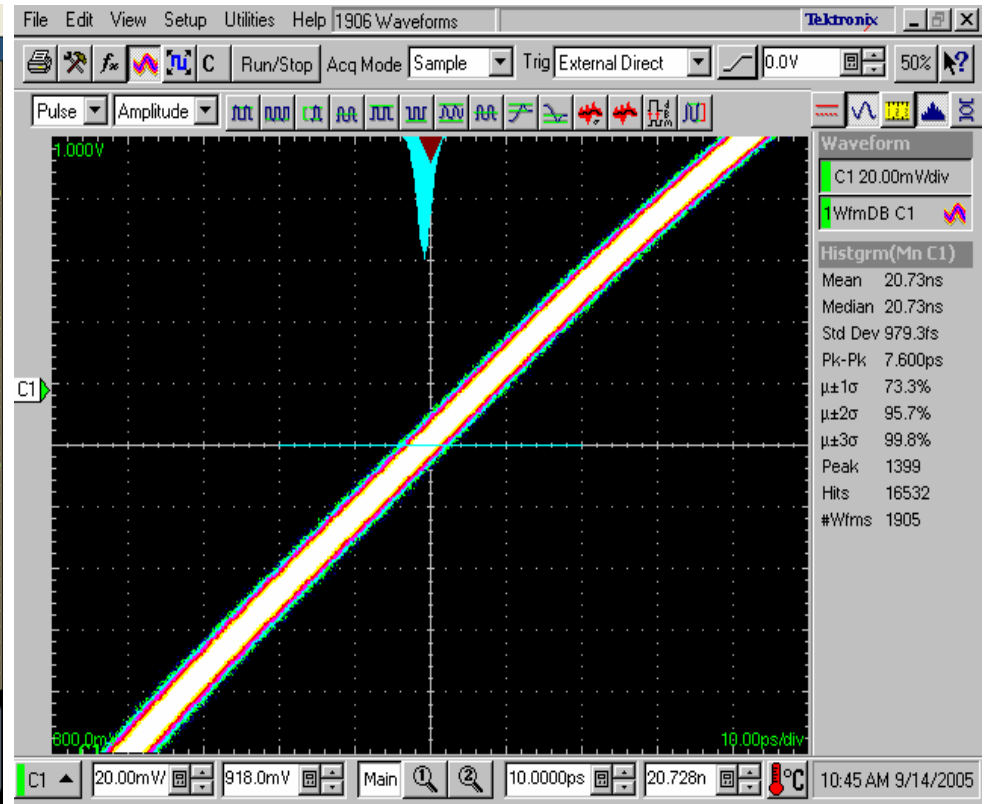 File Edit View Setup Utilities Help 1906 Waveforms Tektronix
Run/Stop Acq Mode Sample Trig External Direct 0.0V 50%
Pulse Amplitude
1.000V
Waveform
C1 20.00mV/div
1 WfmDB C1
Histgrm(Mn C1)
Mean 20.73ns
Median 20.73ns
Std Dev 979.3fs
Pk-Pk 7.600ps
µ±1σ 73.3%
µ±2σ 95.7%
µ±3σ 99.8%
Peak 1399
Hits 16532
#Wfms 1905
C1
800.0m 10.00ps/div
C1 20.00mV/ 918.0mV Main 1 2 10.0000ps 20.728n °C 10:45 AM 9/14/2005